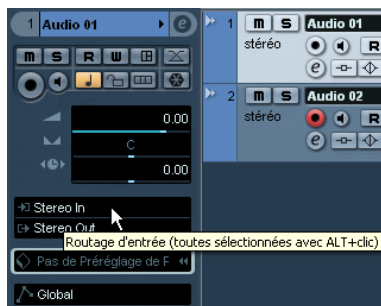 1 Audio 01 e
m S R W
0.00
C
0.00
Stereo In
Stereo Out
Routage d'entrée (toutes sélectionnées avec ALT+clic)
Pas de Préréglage de F
Global
1 m S Audio 01
stéréo R
e
2 m S Audio 02
stéréo R
e